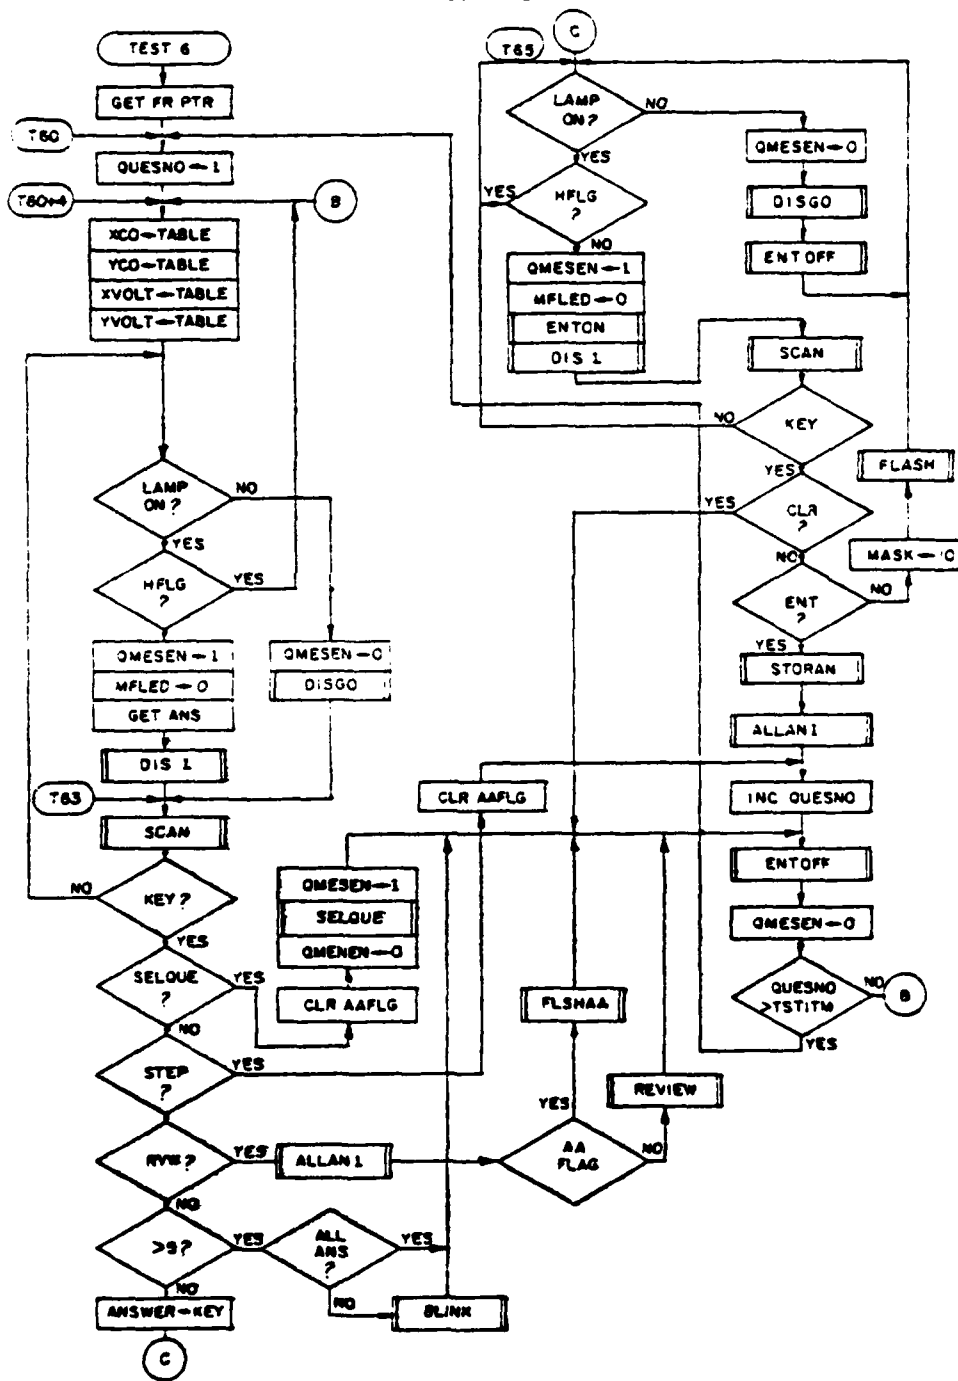 TEST 6
GET FR PTR
T60
QUESNO←1
T60+4
B
XCO←TABLE
YCO←TABLE
XVOLT←TABLE
YVOLT←TABLE
LAMP
ON?
NO
YES
HFLG
?
YES
QMESEN←1
MFLED←0
GET ANS
DIS 1
QMESEN←0
DISGO
T63
SCAN
KEY?
NO
YES
SELQUE
?
YES
NO
QMESEN←1
SELQUE
QMENEN←0
CLR AAFLG
STEP
?
YES
CLR AAFLG
RVW?
YES
NO
ALLAN1
AA
FLAG
YES
NO
FLSHAA
REVIEW
>9?
YES
NO
ALL
ANS
?
YES
NO
BLINK
ANSWER←KEY
C
C
T65
LAMP
ON?
NO
YES
QMESEN←0
DISGO
ENTOFF
HFLG
?
YES
NO
QMESEN←1
MFLED←0
ENTON
DIS 1
SCAN
KEY
NO
YES
CLR
?
YES
NO
ENT
?
NO
YES
MASK←0
FLASH
STORAN
ALLAN1
INC QUESNO
ENTOFF
QMESEN←0
QUESNO
>TSTITM
NO
YES
B